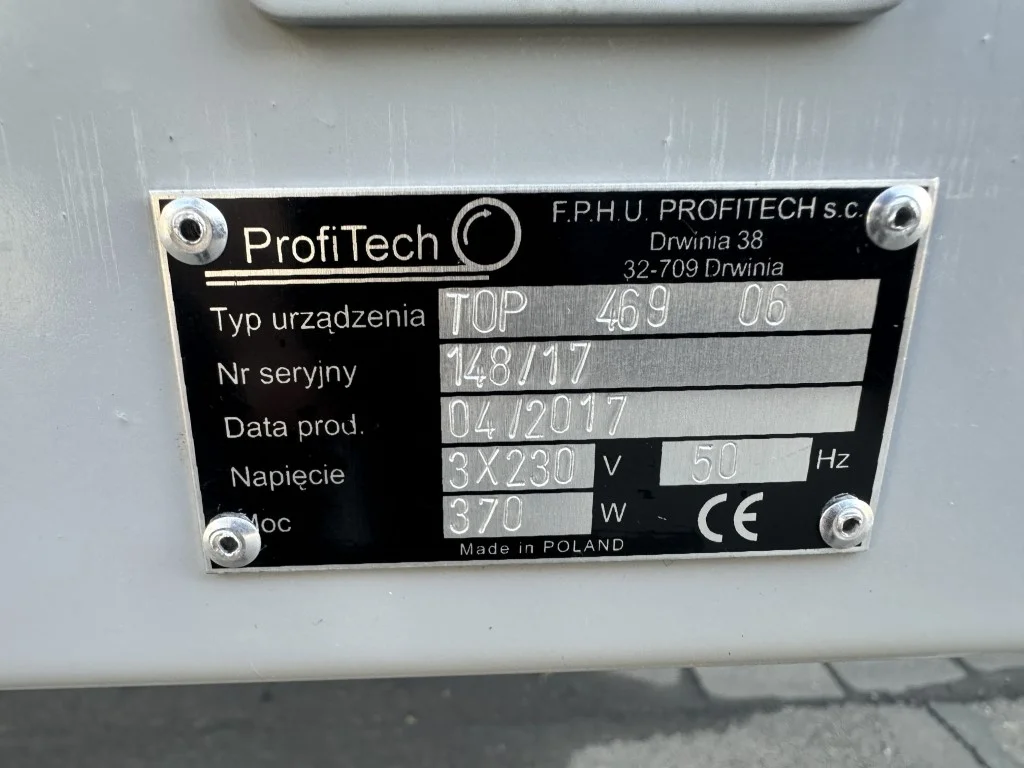 ProfiTech
F.P.H.U. PROFITECH s.c.
Drwinia 38
32-709 Drwinia
Typ urządzenia TOP 469 06
Nr seryjny 148/17
Data prod. 04/2017
Napięcie 3X230 V 50 Hz
Moc 370 W
CE
Made in POLAND